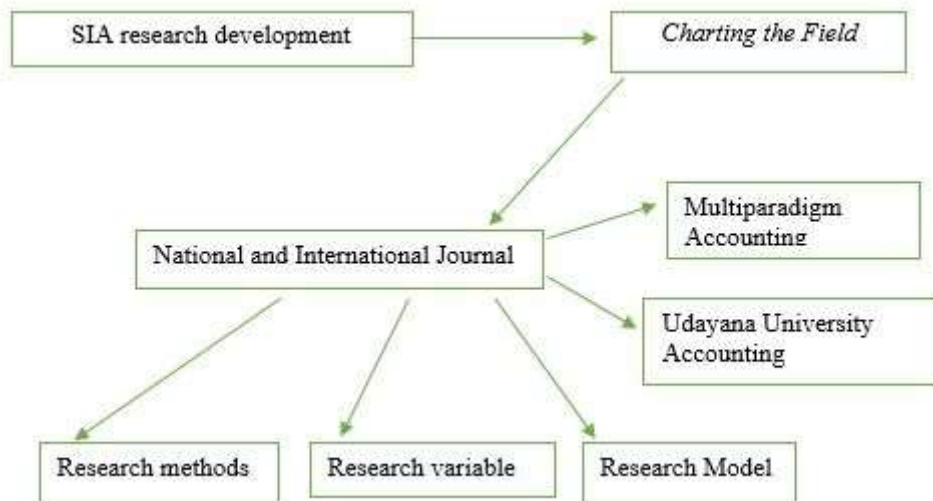 SIA research development
Charting the Field
Multiparadigm
Accounting
National and International Journal
Udayana University
Accounting
Research methods
Research variable
Research Model